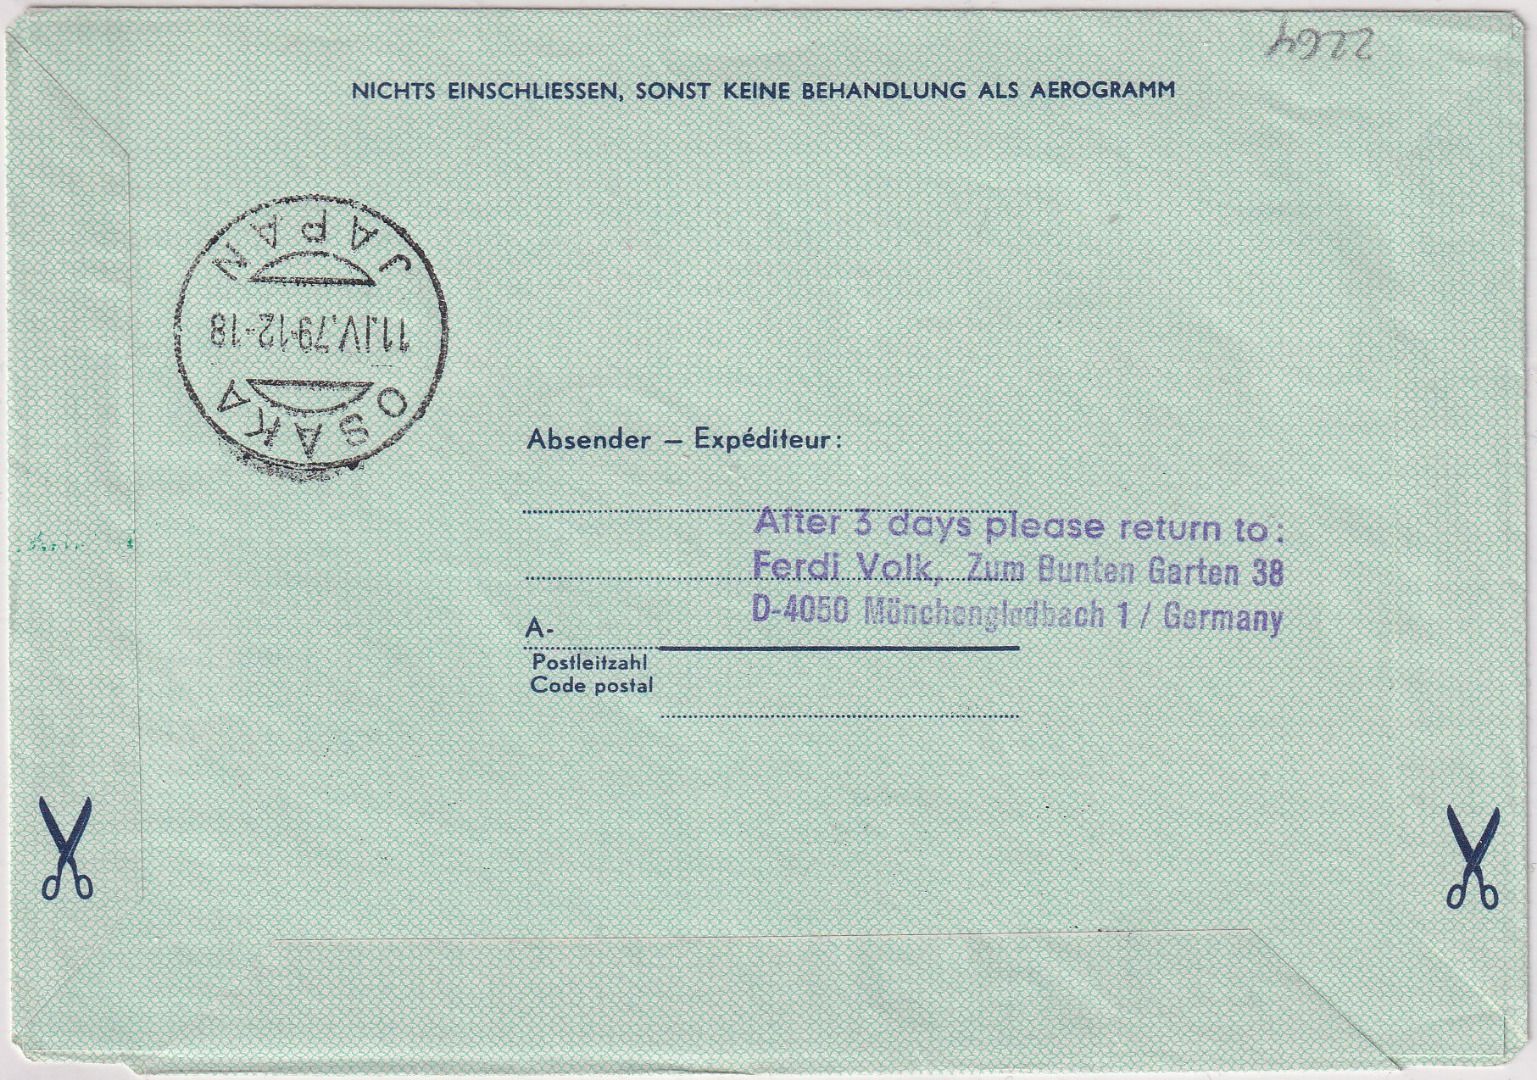 2264
NICHTS EINSCHLIESSEN, SONST KEINE BEHANDLUNG ALS AEROGRAMM
OSAKA
11.IV.79.12-18
JAPAN
Absender – Expéditeur:
After 3 days please return to:
Ferdi Volk, Zum Bunten Garten 38
D-4050 Mönchengladbach 1 / Germany
A-
Postleitzahl
Code postal